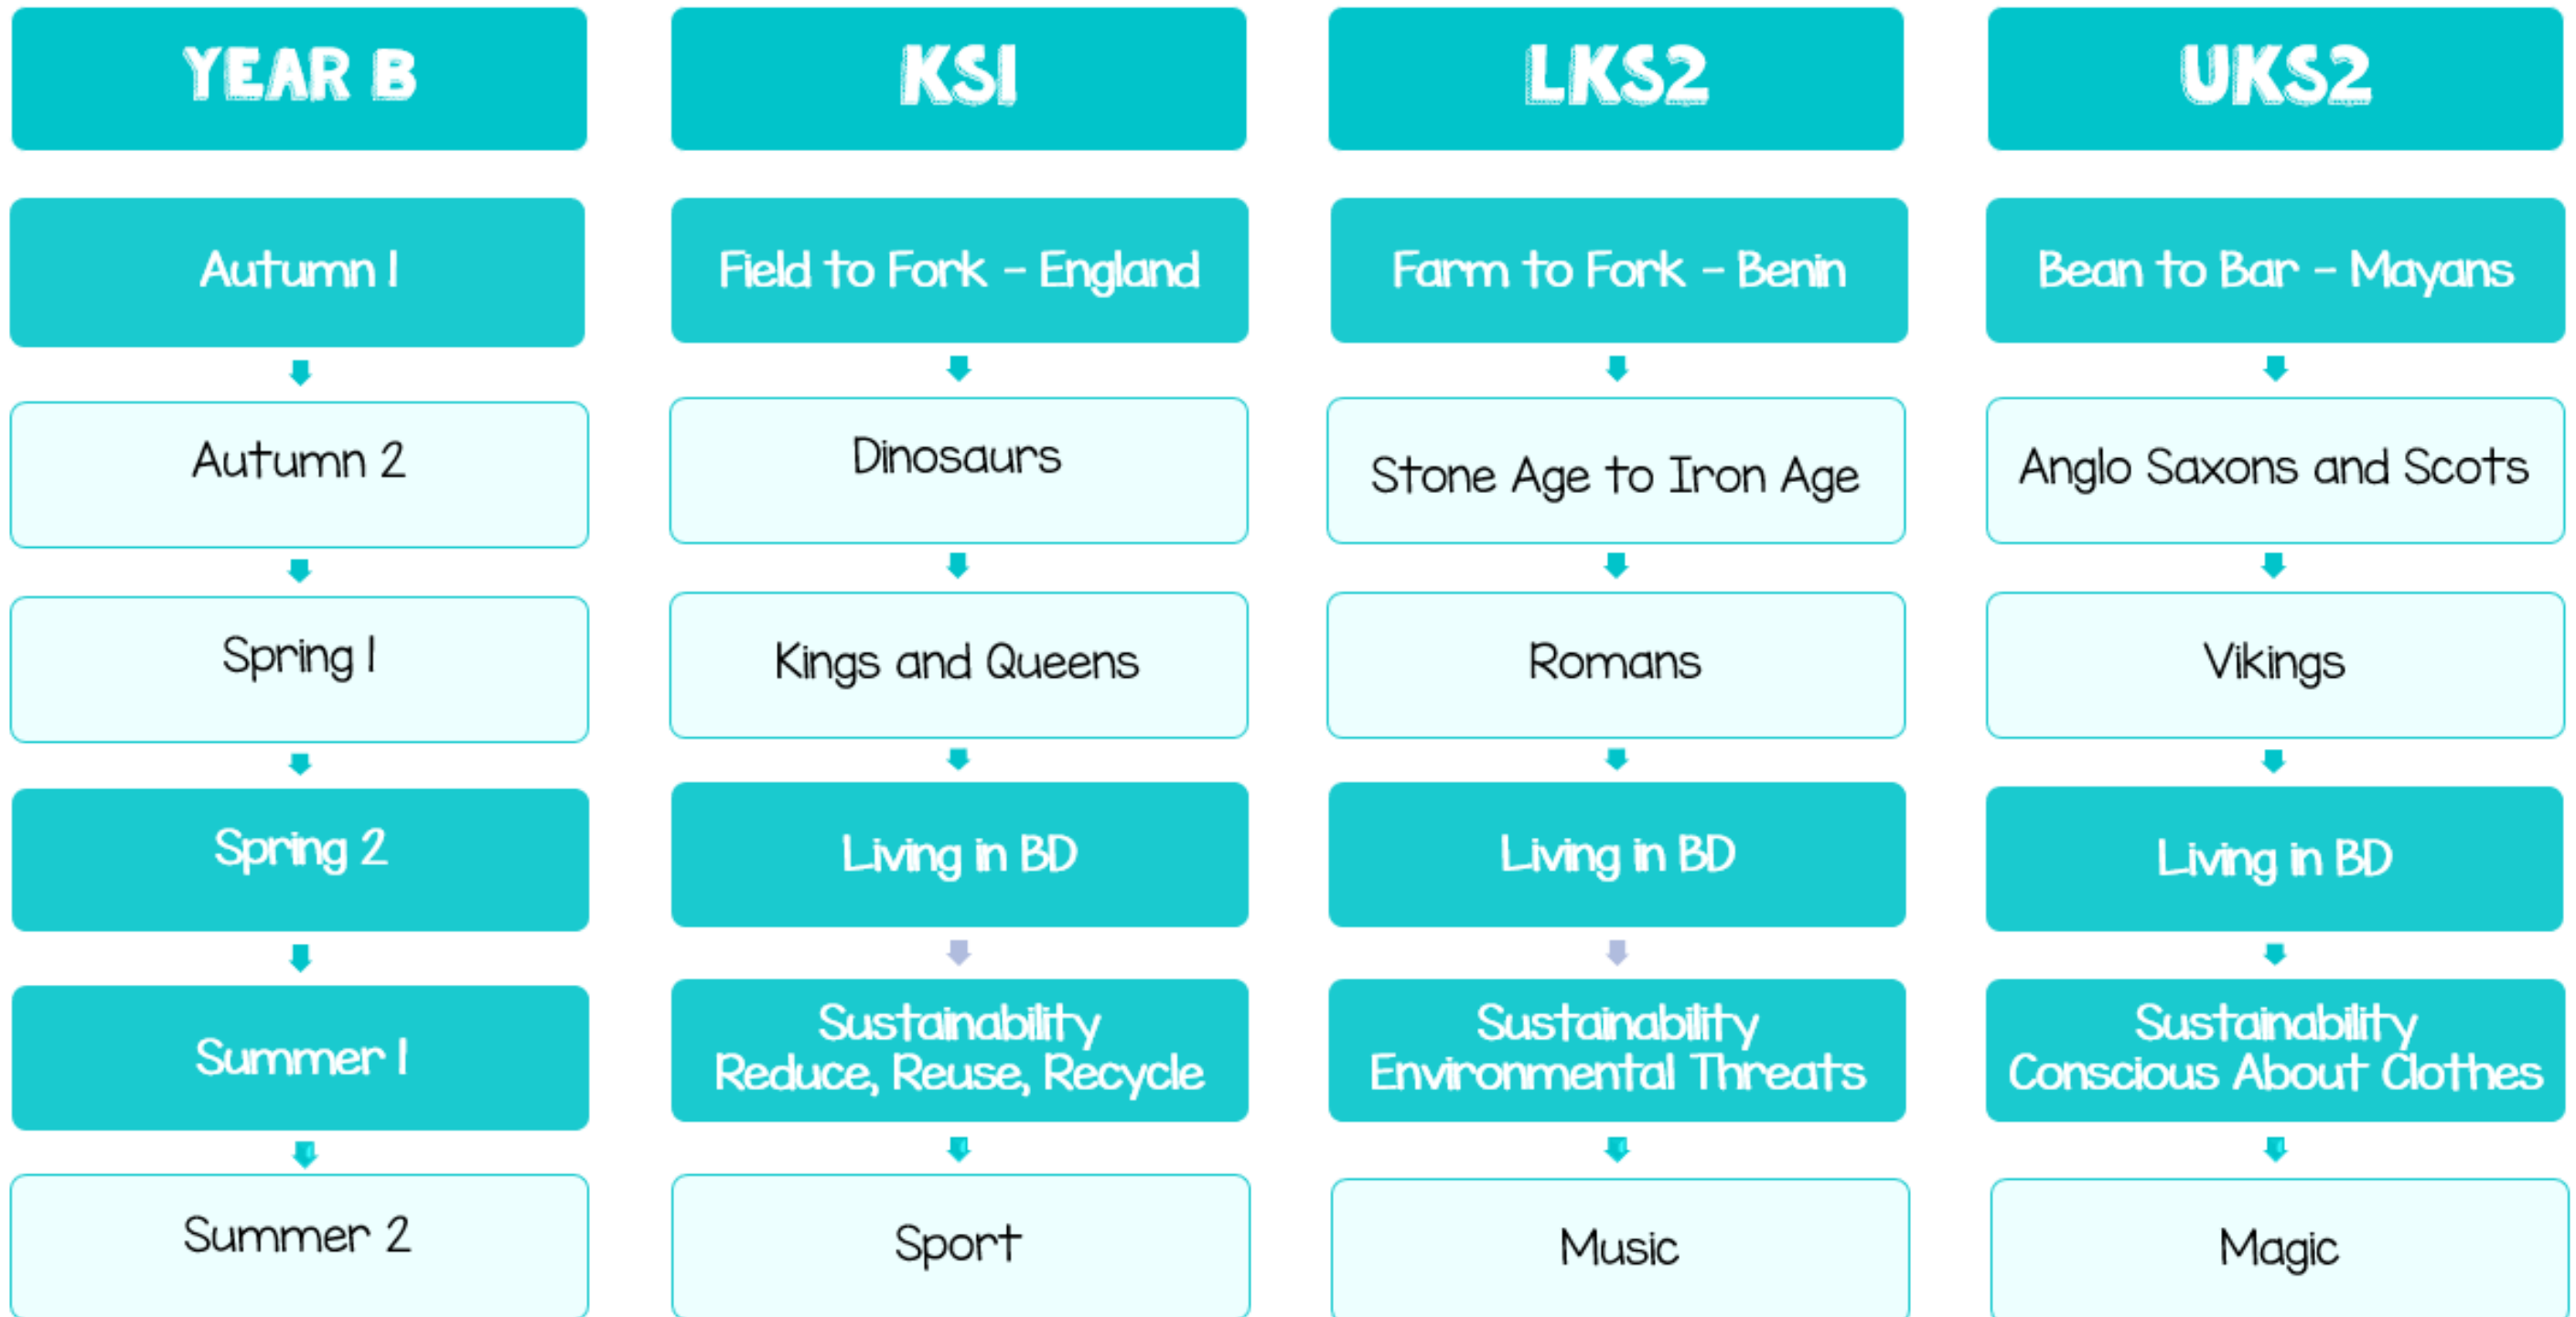 YEAR B
KS1
LKS2
UKS2
Autumn 1
Field to Fork - England
Farm to Fork - Benin
Bean to Bar - Mayans
Autumn 2
Dinosaurs
Stone Age to Iron Age
Anglo Saxons and Scots
Spring 1
Kings and Queens
Romans
Vikings
Spring 2
Living in BD
Living in BD
Living in BD
Summer 1
Sustainability
Reduce, Reuse, Recycle
Sustainability
Environmental Threats
Sustainability
Conscious About Clothes
Summer 2
Sport
Music
Magic